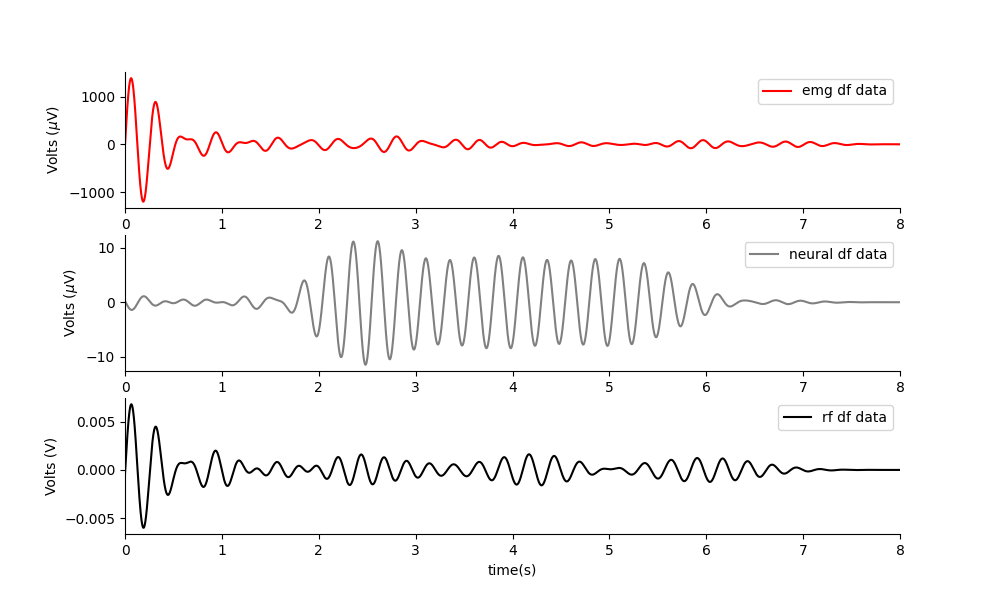 emg df data
Volts (μV)
1000
0
−1000
0 1 2 3 4 5 6 7 8
neural df data
Volts (μV)
10
0
−10
0 1 2 3 4 5 6 7 8
rf df data
Volts (V)
0.005
0.000
−0.005
0 1 2 3 4 5 6 7 8
time(s)